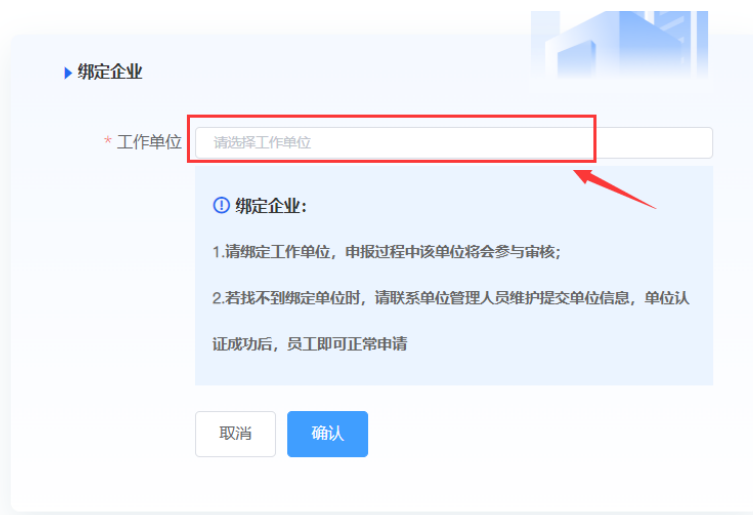 绑定企业
* 工作单位 请选择工作单位
绑定企业：
1.请绑定工作单位，申报过程中该单位将会参与审核；
2.若找不到绑定单位时，请联系单位管理人员维护提交单位信息，单位认
证成功后，员工即可正常申请
取消 确认